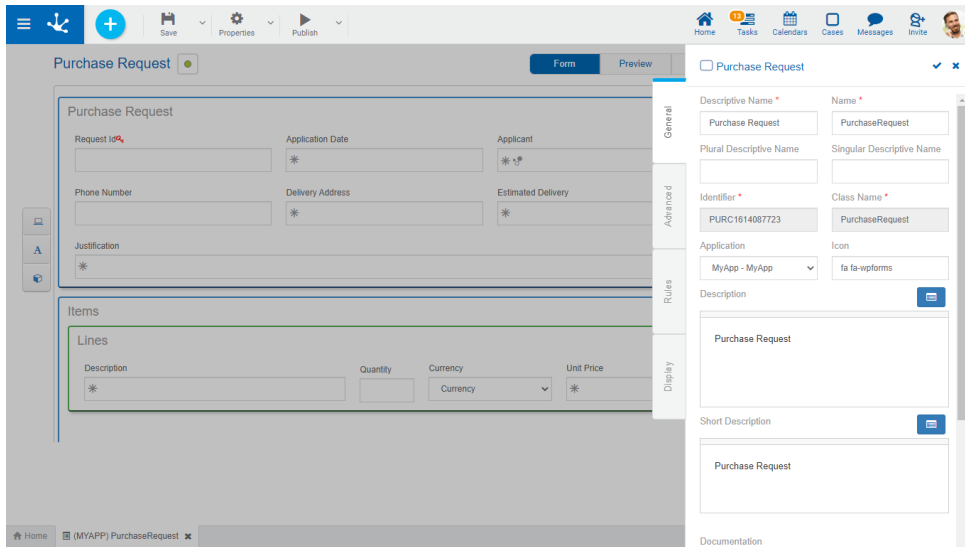 Save
Properties
Publish
Home
13
Tasks
Calendars
Cases
Messages
Invite
Purchase Request
Form
Preview
Purchase Request
Request Id
Application Date
Applicant
Phone Number
Delivery Address
Estimated Delivery
Justification
A
Items
Lines
Description
Quantity
Currency
Unit Price
Currency
General
Advanced
Rules
Display
Purchase Request
Descriptive Name *
Name *
Purchase Request
PurchaseRequest
Plural Descriptive Name
Singular Descriptive Name
Identifier *
Class Name *
PURC1614087723
PurchaseRequest
Application
Icon
MyApp - MyApp
fa fa-wpforms
Description
Purchase Request
Short Description
Purchase Request
Documentation
Home
(MYAPP) PurchaseRequest